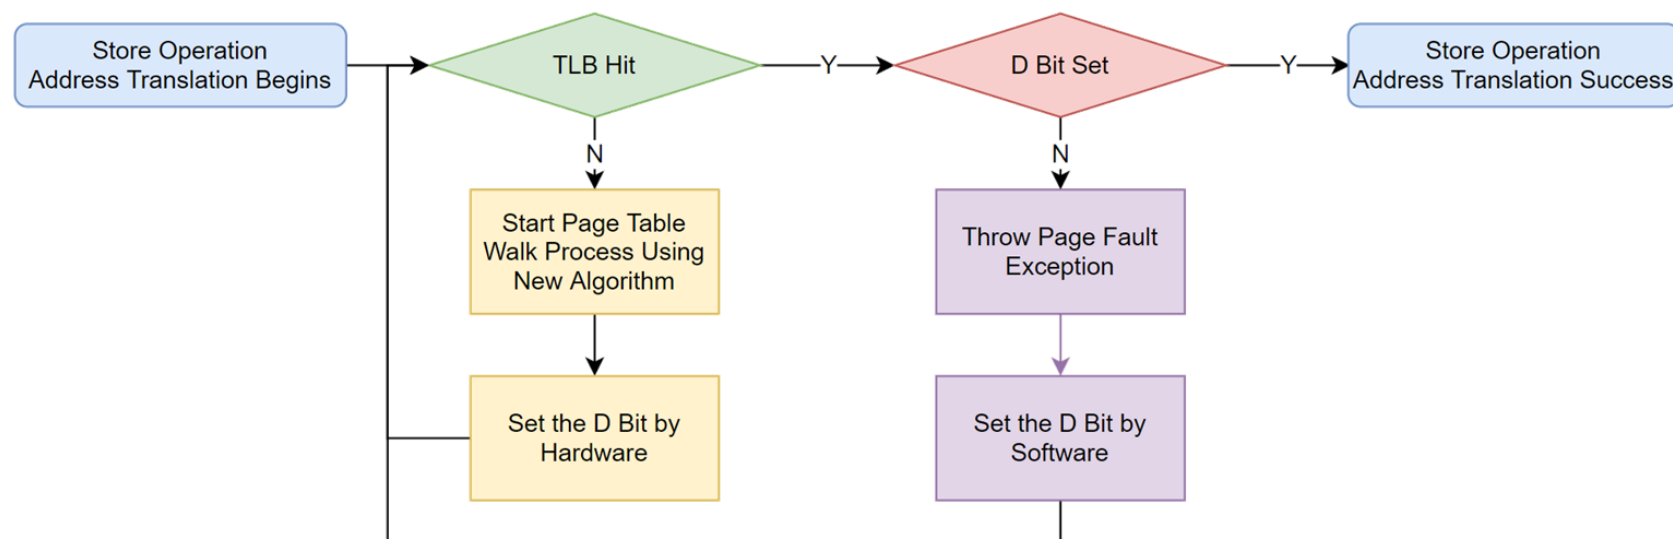 Store Operation
Address Translation Begins
TLB Hit
Y
D Bit Set
Y
Store Operation
Address Translation Success
N
N
Start Page Table
Walk Process Using
New Algorithm
Throw Page Fault
Exception
Set the D Bit by
Hardware
Set the D Bit by
Software